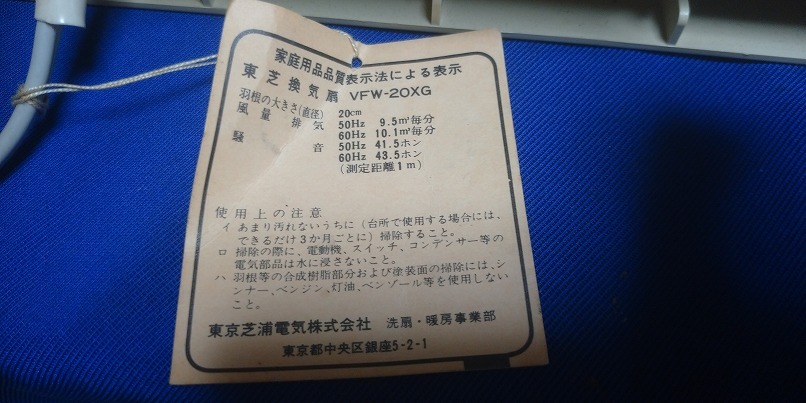 家庭用品品質表示法による表示
東芝換気扇 VFW-20XG
羽根の大きさ(直径) 20cm
風量 排気 50Hz 9.5m³毎分
60Hz 10.1m³毎分
騒音 50Hz 41.5ホン
60Hz 43.5ホン
(測定距離1m)
使用上の注意
イ あまり汚れないうちに(台所で使用する場合には、
できるだけ3か月ごとに)掃除すること。
ロ 掃除の際に、電動機、スイッチ、コンデンサー等の
電気部品は水に浸さないこと。
ハ 羽根等の合成樹脂部分および塗装面の掃除には、シ
ンナー、ベンジン、灯油、ベンゾール等を使用しない
こと。
東京芝浦電気株式会社 洗扇・暖房事業部
東京都中央区銀座5-2-1